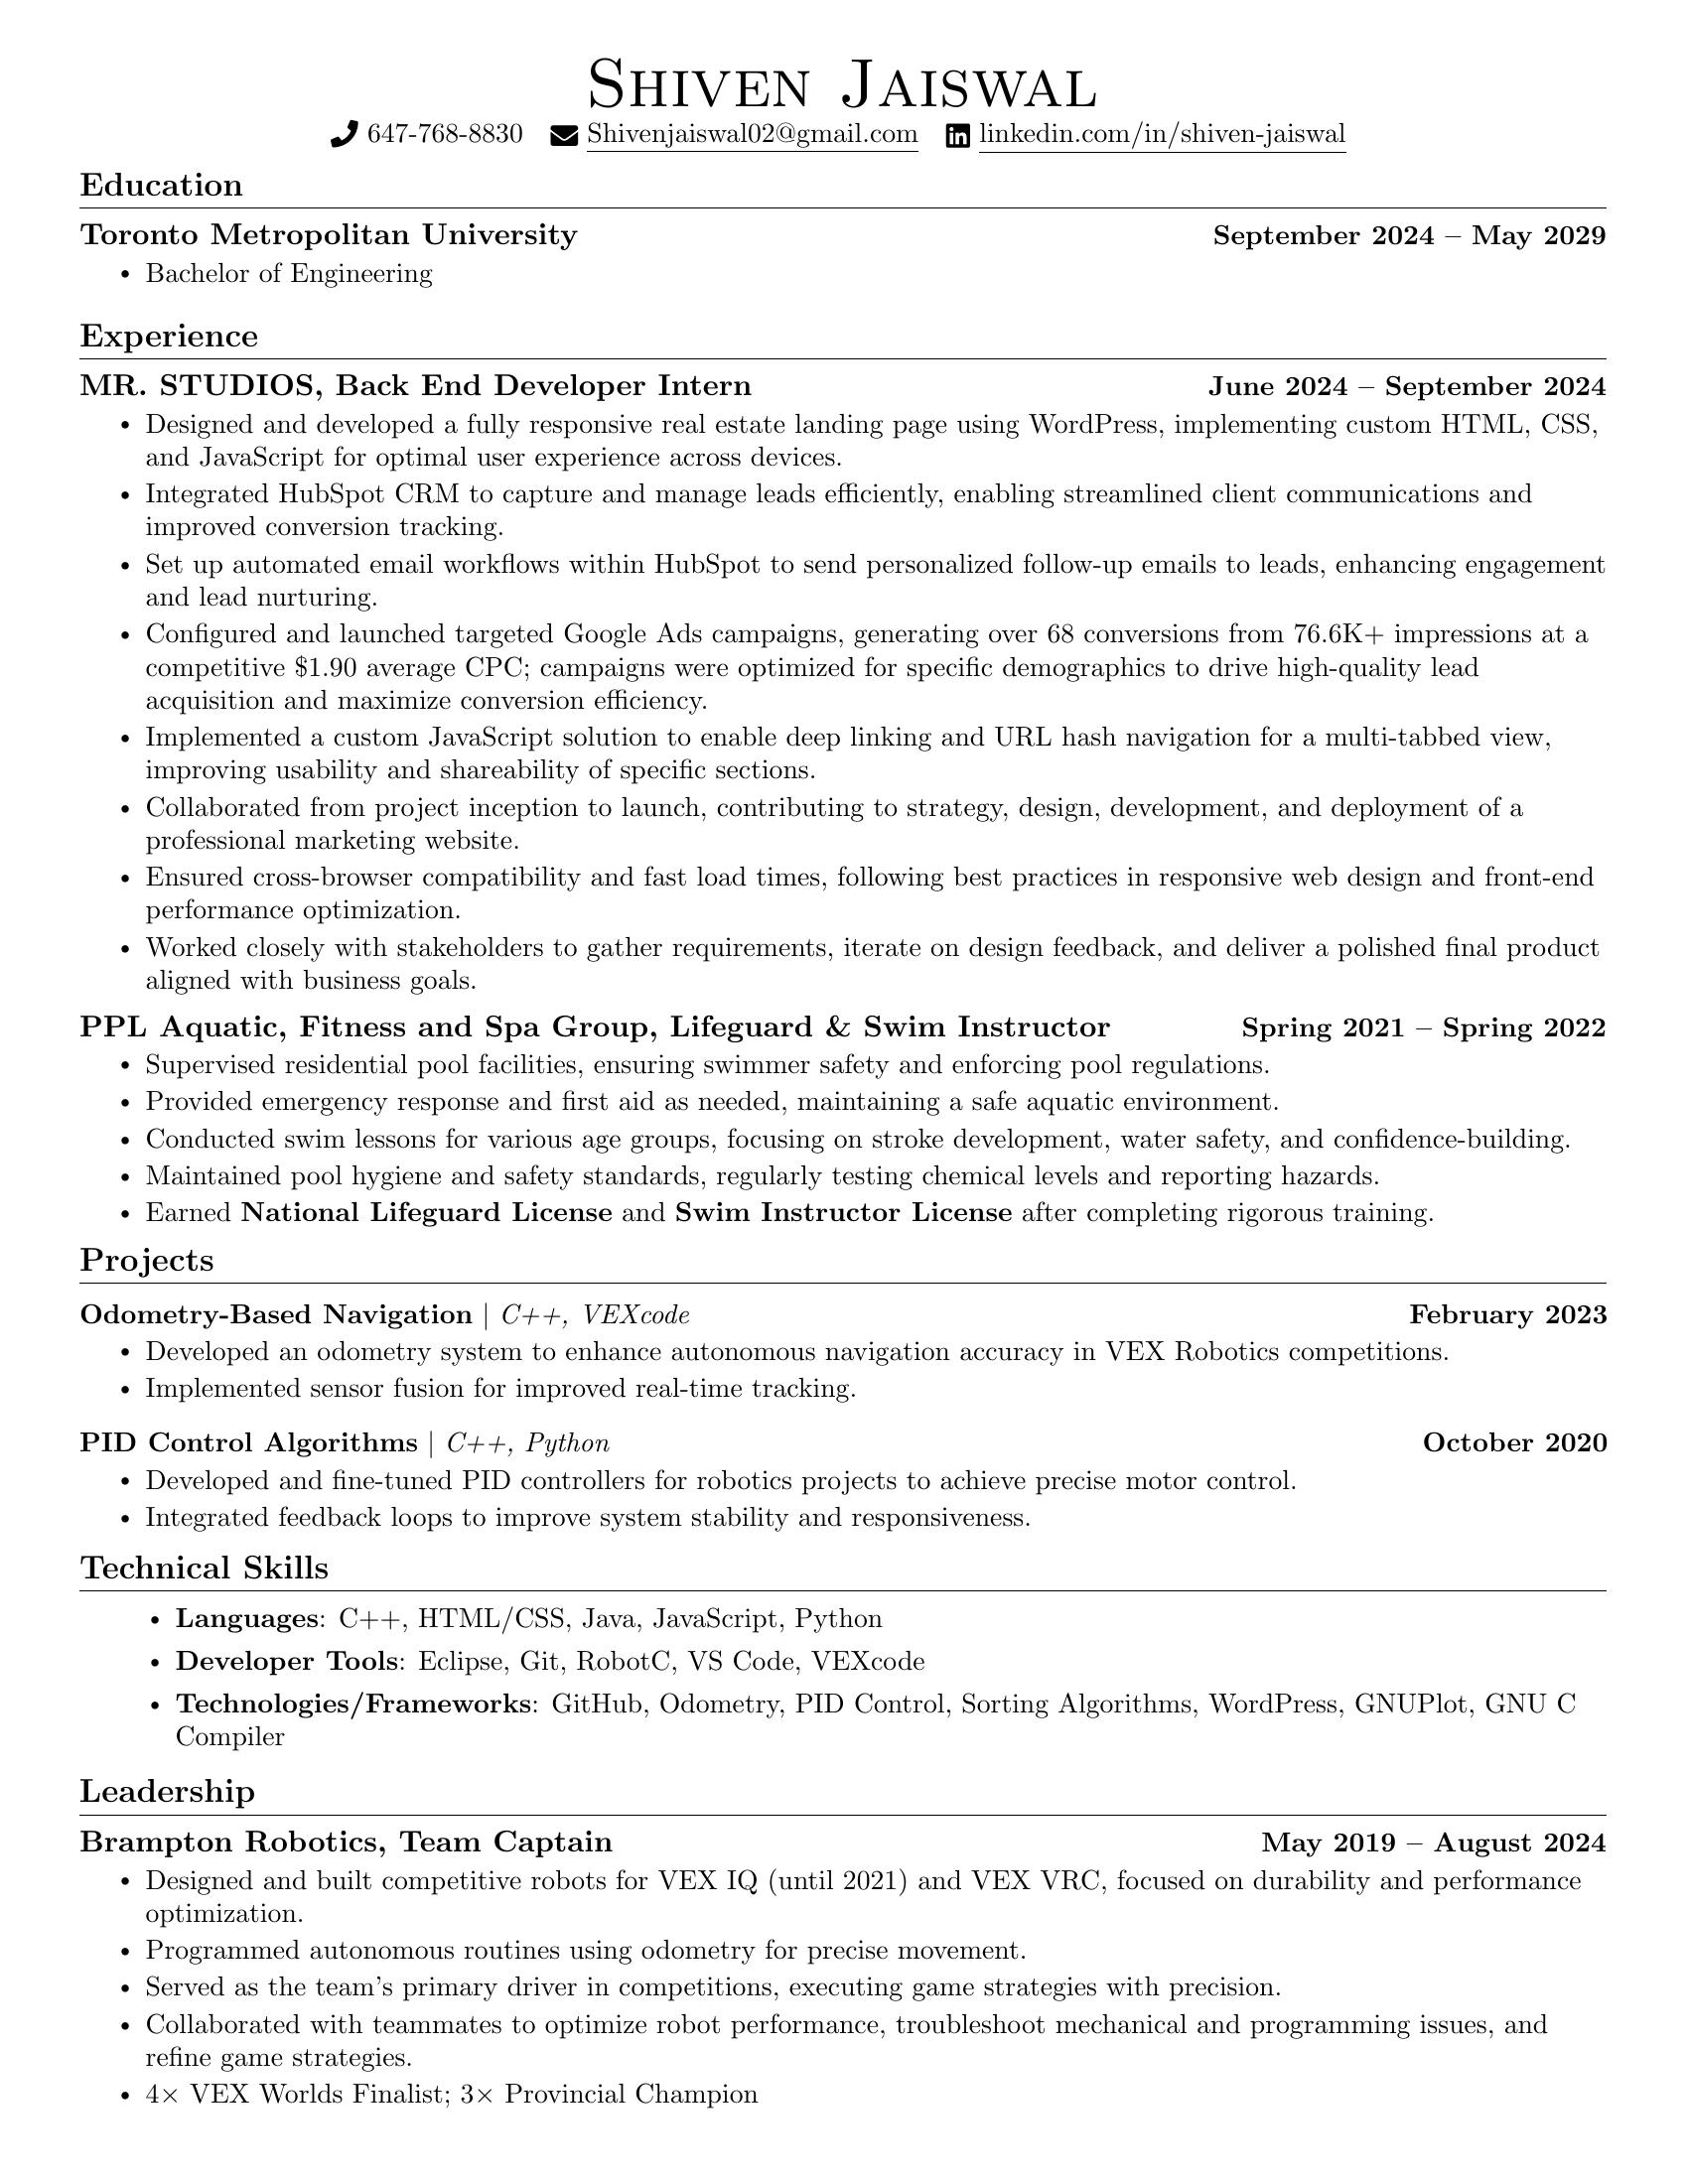 Shiven Jaiswal
647-768-8830 Shivenjaiswal02@gmail.com linkedin.com/in/shiven-jaiswal
Education
Toronto Metropolitan University September 2024 – May 2029
• Bachelor of Engineering
Experience
MR. STUDIOS, Back End Developer Intern June 2024 – September 2024
• Designed and developed a fully responsive real estate landing page using WordPress, implementing custom HTML, CSS,
and JavaScript for optimal user experience across devices.
• Integrated HubSpot CRM to capture and manage leads efficiently, enabling streamlined client communications and
improved conversion tracking.
• Set up automated email workflows within HubSpot to send personalized follow-up emails to leads, enhancing engagement
and lead nurturing.
• Configured and launched targeted Google Ads campaigns, generating over 68 conversions from 76.6K+ impressions at a
competitive $1.90 average CPC; campaigns were optimized for specific demographics to drive high-quality lead
acquisition and maximize conversion efficiency.
• Implemented a custom JavaScript solution to enable deep linking and URL hash navigation for a multi-tabbed view,
improving usability and shareability of specific sections.
• Collaborated from project inception to launch, contributing to strategy, design, development, and deployment of a
professional marketing website.
• Ensured cross-browser compatibility and fast load times, following best practices in responsive web design and front-end
performance optimization.
• Worked closely with stakeholders to gather requirements, iterate on design feedback, and deliver a polished final product
aligned with business goals.
PPL Aquatic, Fitness and Spa Group, Lifeguard & Swim Instructor Spring 2021 – Spring 2022
• Supervised residential pool facilities, ensuring swimmer safety and enforcing pool regulations.
• Provided emergency response and first aid as needed, maintaining a safe aquatic environment.
• Conducted swim lessons for various age groups, focusing on stroke development, water safety, and confidence-building.
• Maintained pool hygiene and safety standards, regularly testing chemical levels and reporting hazards.
• Earned National Lifeguard License and Swim Instructor License after completing rigorous training.
Projects
Odometry-Based Navigation | C++, VEXcode February 2023
• Developed an odometry system to enhance autonomous navigation accuracy in VEX Robotics competitions.
• Implemented sensor fusion for improved real-time tracking.
PID Control Algorithms | C++, Python October 2020
• Developed and fine-tuned PID controllers for robotics projects to achieve precise motor control.
• Integrated feedback loops to improve system stability and responsiveness.
Technical Skills
• Languages: C++, HTML/CSS, Java, JavaScript, Python
• Developer Tools: Eclipse, Git, RobotC, VS Code, VEXcode
• Technologies/Frameworks: GitHub, Odometry, PID Control, Sorting Algorithms, WordPress, GNUPlot, GNU C
Compiler
Leadership
Brampton Robotics, Team Captain May 2019 – August 2024
• Designed and built competitive robots for VEX IQ (until 2021) and VEX VRC, focused on durability and performance
optimization.
• Programmed autonomous routines using odometry for precise movement.
• Served as the team's primary driver in competitions, executing game strategies with precision.
• Collaborated with teammates to optimize robot performance, troubleshoot mechanical and programming issues, and
refine game strategies.
• 4× VEX Worlds Finalist; 3× Provincial Champion